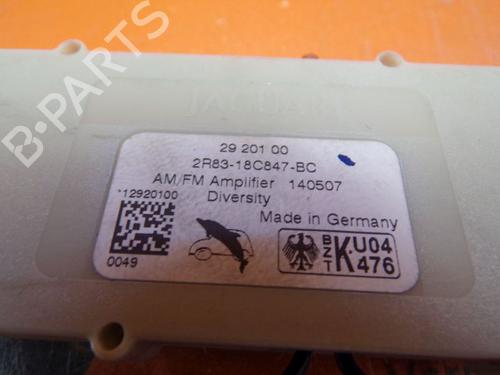 JAGUAR
29 201 00
2R83-18C847-BC
AM/FM Amplifier 140507
*12920100
Diversity
Made in Germany
0049
BZT K.U04 476
B-PARTS